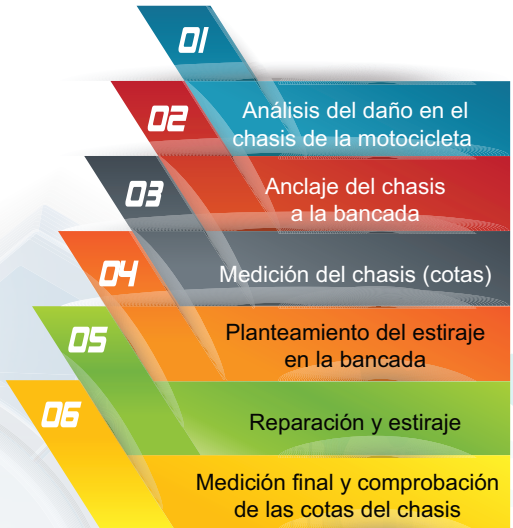 01
Análisis del daño en el
chasis de la motocicleta
02
Anclaje del chasis
a la bancada
03
Medición del chasis (cotas)
04
Planteamiento del estiraje
en la bancada
05
Reparación y estiraje
06
Medición final y comprobación
de las cotas del chasis